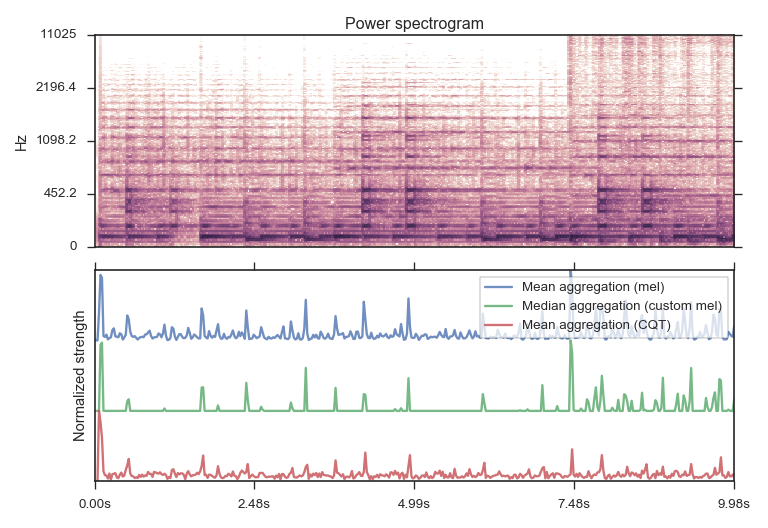 Power spectrogram
11025
2196.4
1098.2
452.2
0
Hz
Mean aggregation (mel)
Median aggregation (custom mel)
Mean aggregation (CQT)
Normalized strength
0.00s 2.48s 4.99s 7.48s 9.98s